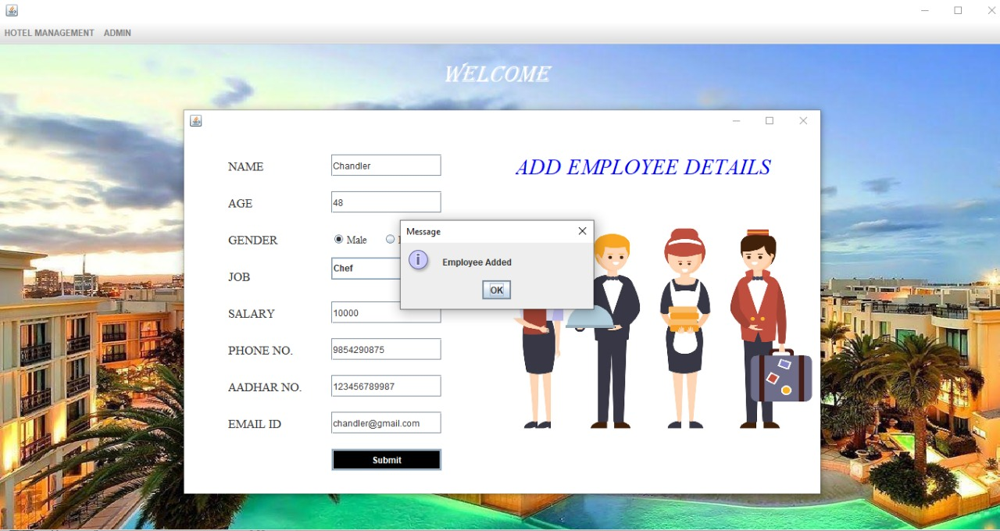 HOTEL MANAGEMENT ADMIN
WELCOME
ADD EMPLOYEE DETAILS
NAME Chandler
AGE 48
GENDER Male
JOB Chef
SALARY 10000
PHONE NO. 9854290875
AADHAR NO. 123456789987
EMAIL ID chandler@gmail.com
Submit
Message
Employee Added
OK